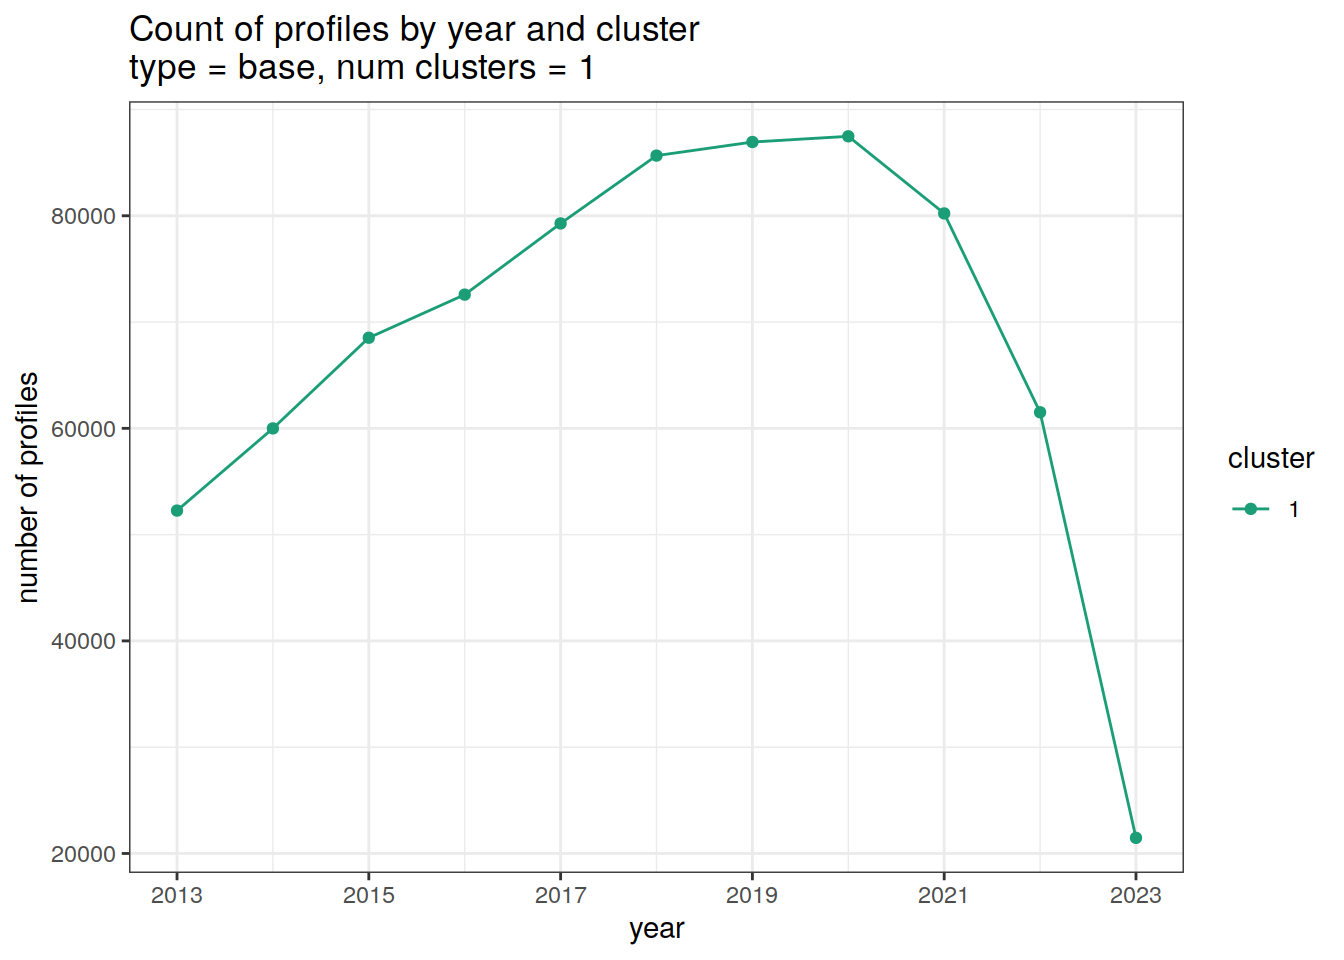 Count of profiles by year and cluster
type = base, num clusters = 1
number of profiles
80000
60000
40000
20000
2013
2015
2017
2019
2021
2023
year
cluster
1